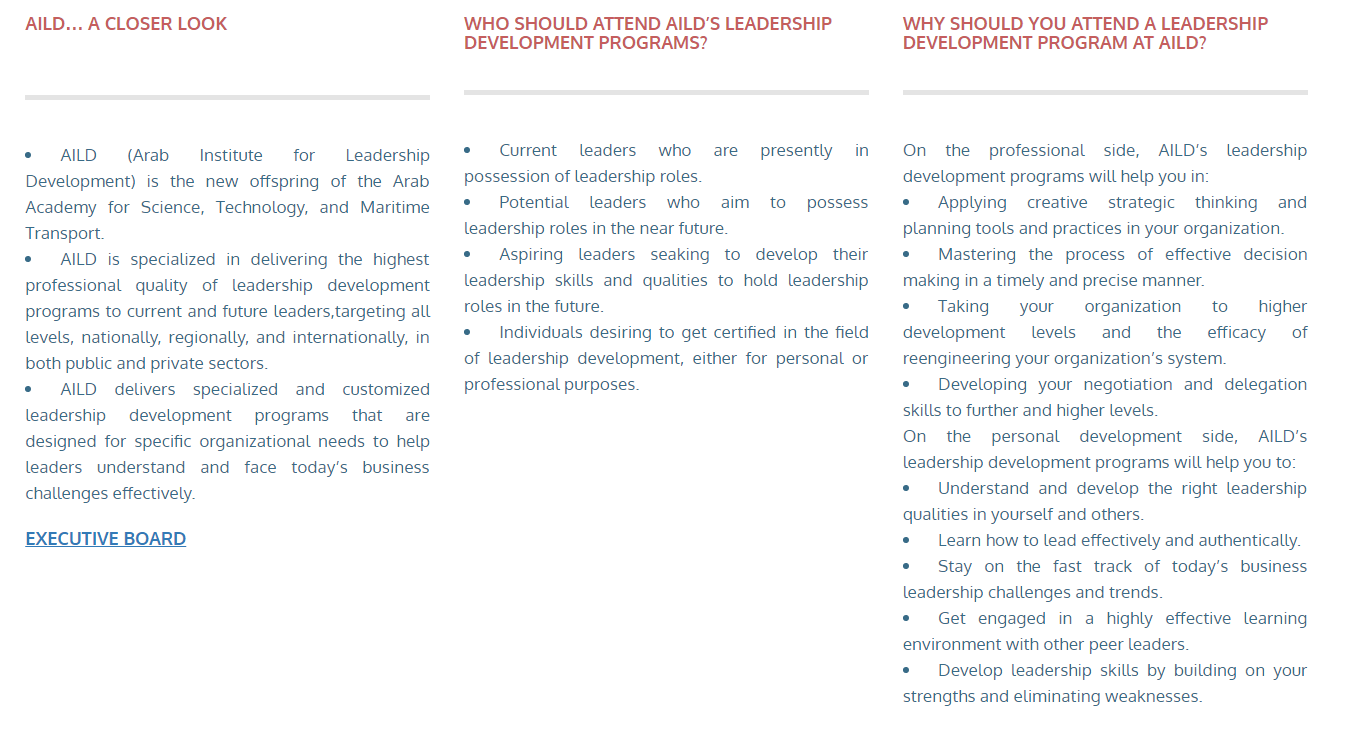 AILD... A CLOSER LOOK
• AILD (Arab Institute for Leadership
Development) is the new offspring of the Arab
Academy for Science, Technology, and Maritime
Transport.
• AILD is specialized in delivering the highest
professional quality of leadership development
programs to current and future leaders,targeting all
levels, nationally, regionally, and internationally, in
both public and private sectors.
• AILD delivers specialized and customized
leadership development programs that are
designed for specific organizational needs to help
leaders understand and face today's business
challenges effectively.
EXECUTIVE BOARD
WHO SHOULD ATTEND AILD'S LEADERSHIP
DEVELOPMENT PROGRAMS?
• Current leaders who are presently in
possession of leadership roles.
• Potential leaders who aim to possess
leadership roles in the near future.
• Aspiring leaders seaking to develop their
leadership skills and qualities to hold leadership
roles in the future.
• Individuals desiring to get certified in the field
of leadership development, either for personal or
professional purposes.
WHY SHOULD YOU ATTEND A LEADERSHIP
DEVELOPMENT PROGRAM AT AILD?
On the professional side, AILD's leadership
development programs will help you in:
• Applying creative strategic thinking and
planning tools and practices in your organization.
• Mastering the process of effective decision
making in a timely and precise manner.
• Taking your organization to higher
development levels and the efficacy of
reengineering your organization's system.
• Developing your negotiation and delegation
skills to further and higher levels.
On the personal development side, AILD's
leadership development programs will help you to:
• Understand and develop the right leadership
qualities in yourself and others.
• Learn how to lead effectively and authentically.
• Stay on the fast track of today's business
leadership challenges and trends.
• Get engaged in a highly effective learning
environment with other peer leaders.
• Develop leadership skills by building on your
strengths and eliminating weaknesses.